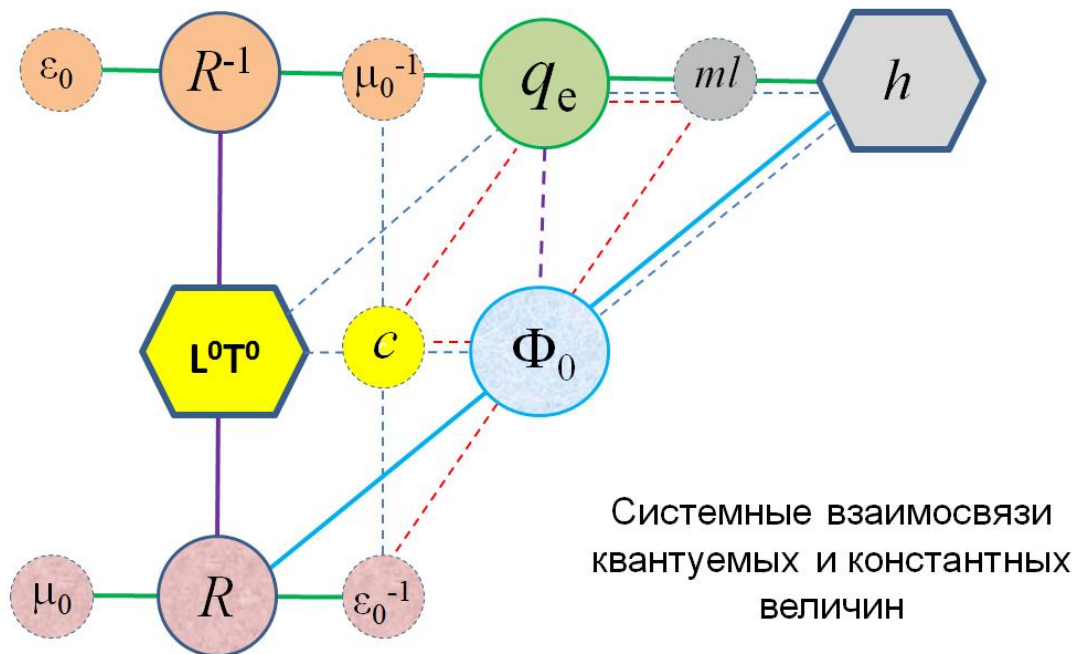 ε₀ R⁻¹ μ₀⁻¹ qₑ ml h
L⁰T⁰ c Φ₀
μ₀ R ε₀⁻¹
Системные взаимосвязи
квантуемых и константных
величин